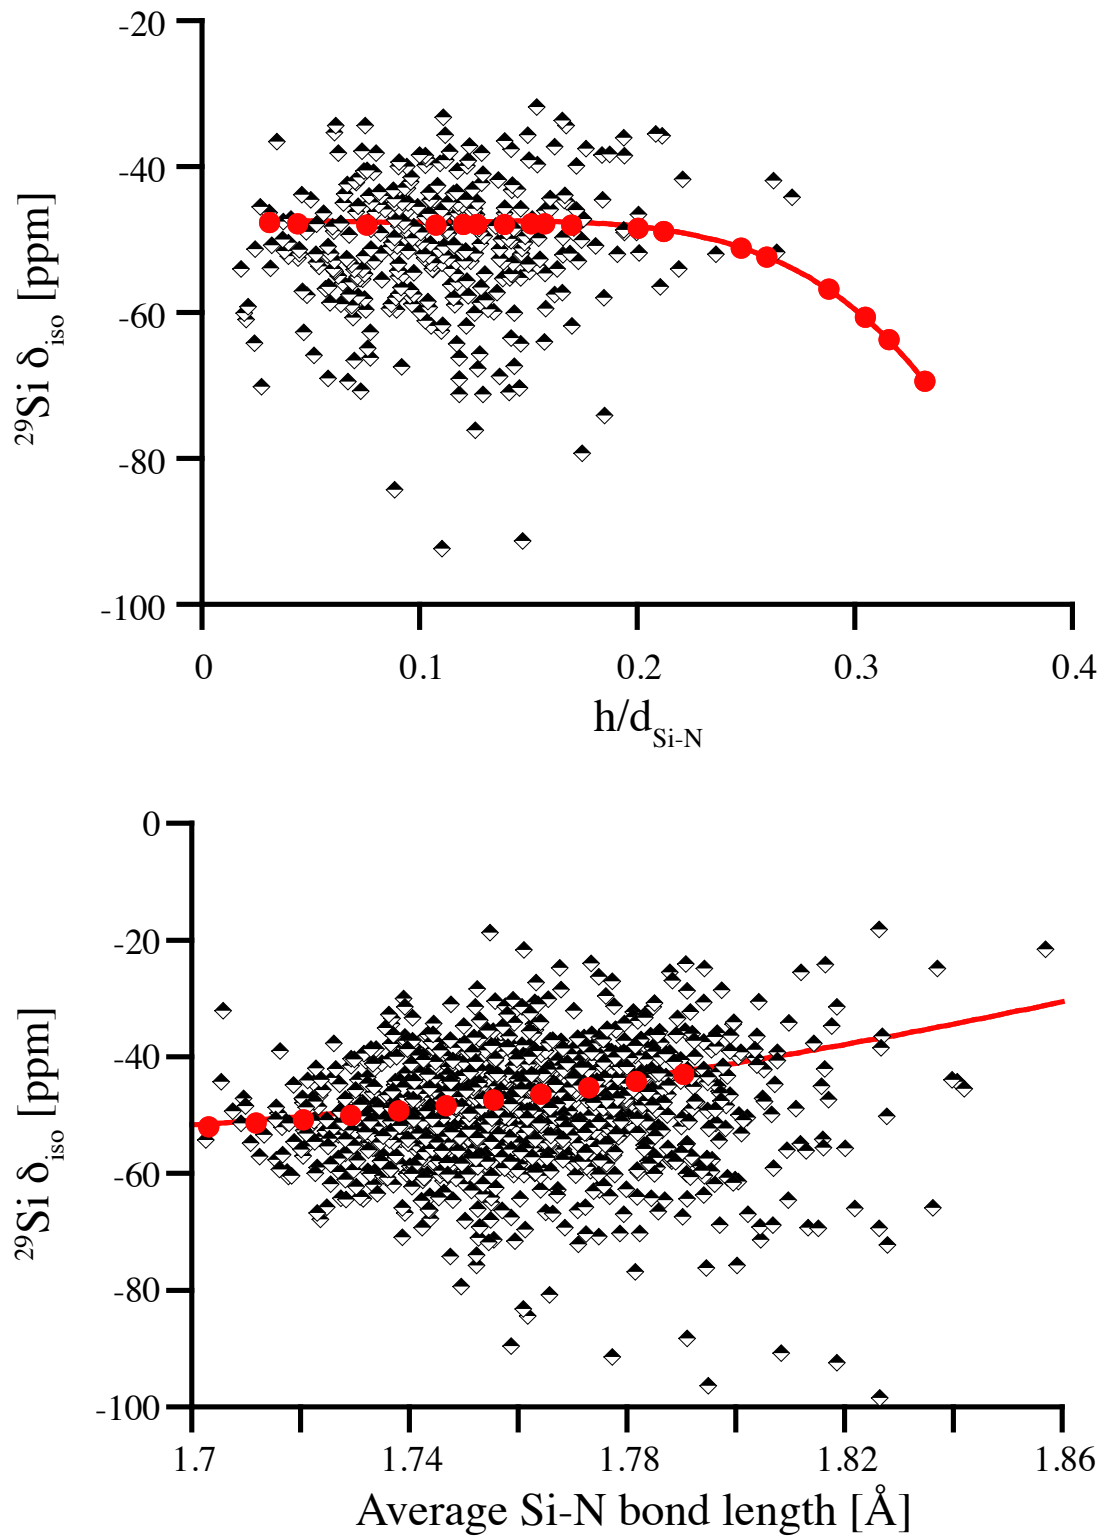 -20
-40
-60
-80
-100
29Si δiso [ppm]
0 0.1 0.2 0.3 0.4
h/dSi-N
0
-20
-40
-60
-80
-100
29Si δiso [ppm]
1.7 1.74 1.78 1.82 1.86
Average Si-N bond length [Å]